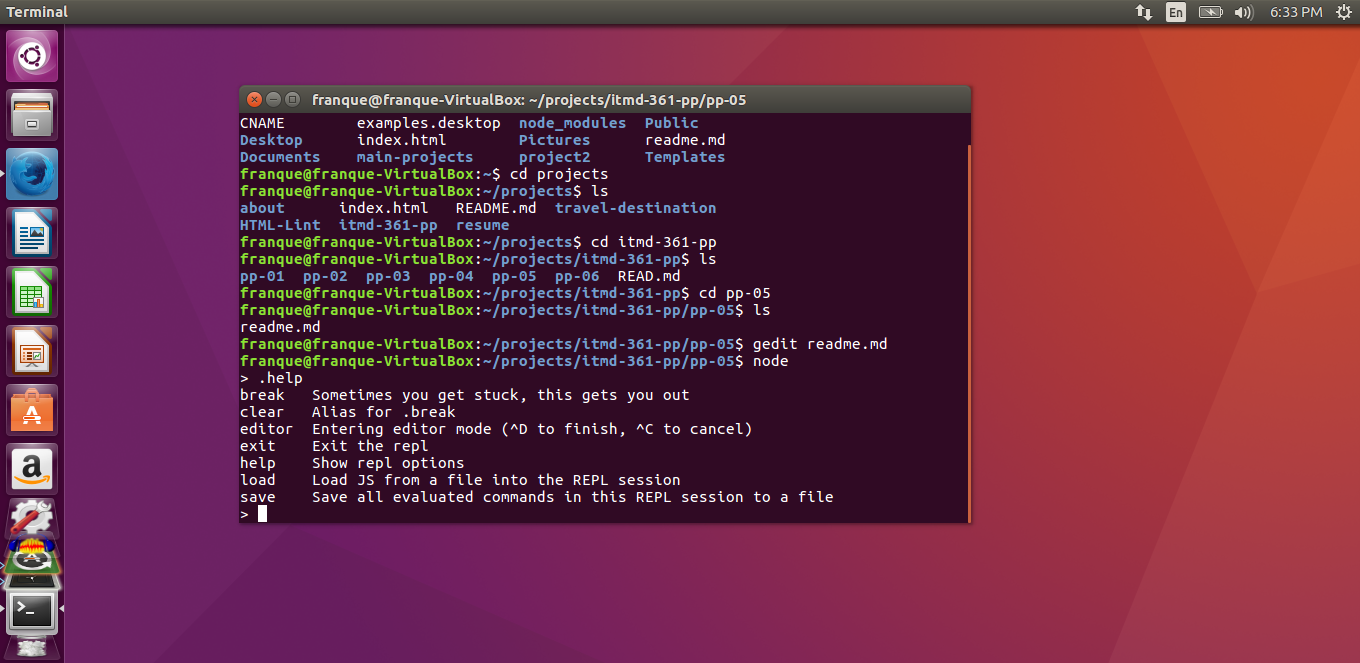 Terminal
En
6:33 PM
franque@franque-VirtualBox: ~/projects/itmd-361-pp/pp-05
CNAME examples.desktop node_modules Public
Desktop index.html Pictures readme.md
Documents main-projects project2 Templates
franque@franque-VirtualBox:~$ cd projects
franque@franque-VirtualBox:~/projects$ ls
about index.html README.md travel-destination
HTML-Lint itmd-361-pp resume
franque@franque-VirtualBox:~/projects$ cd itmd-361-pp
franque@franque-VirtualBox:~/projects/itmd-361-pp$ ls
pp-01 pp-02 pp-03 pp-04 pp-05 pp-06 READ.md
franque@franque-VirtualBox:~/projects/itmd-361-pp$ cd pp-05
franque@franque-VirtualBox:~/projects/itmd-361-pp/pp-05$ ls
readme.md
franque@franque-VirtualBox:~/projects/itmd-361-pp/pp-05$ gedit readme.md
franque@franque-VirtualBox:~/projects/itmd-361-pp/pp-05$ node
> .help
break Sometimes you get stuck, this gets you out
clear Alias for .break
editor Entering editor mode (^D to finish, ^C to cancel)
exit Exit the repl
help Show repl options
load Load JS from a file into the REPL session
save Save all evaluated commands in this REPL session to a file
>
A
a
>_